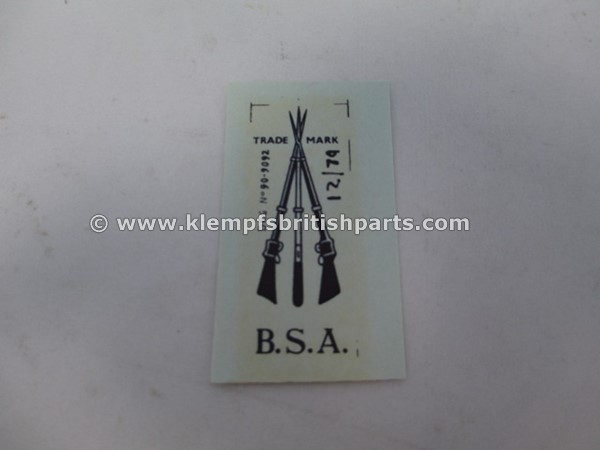 TRADE MARK
No 90-9092
12/79
© www.klempfsbritishparts.com
B.S.A.